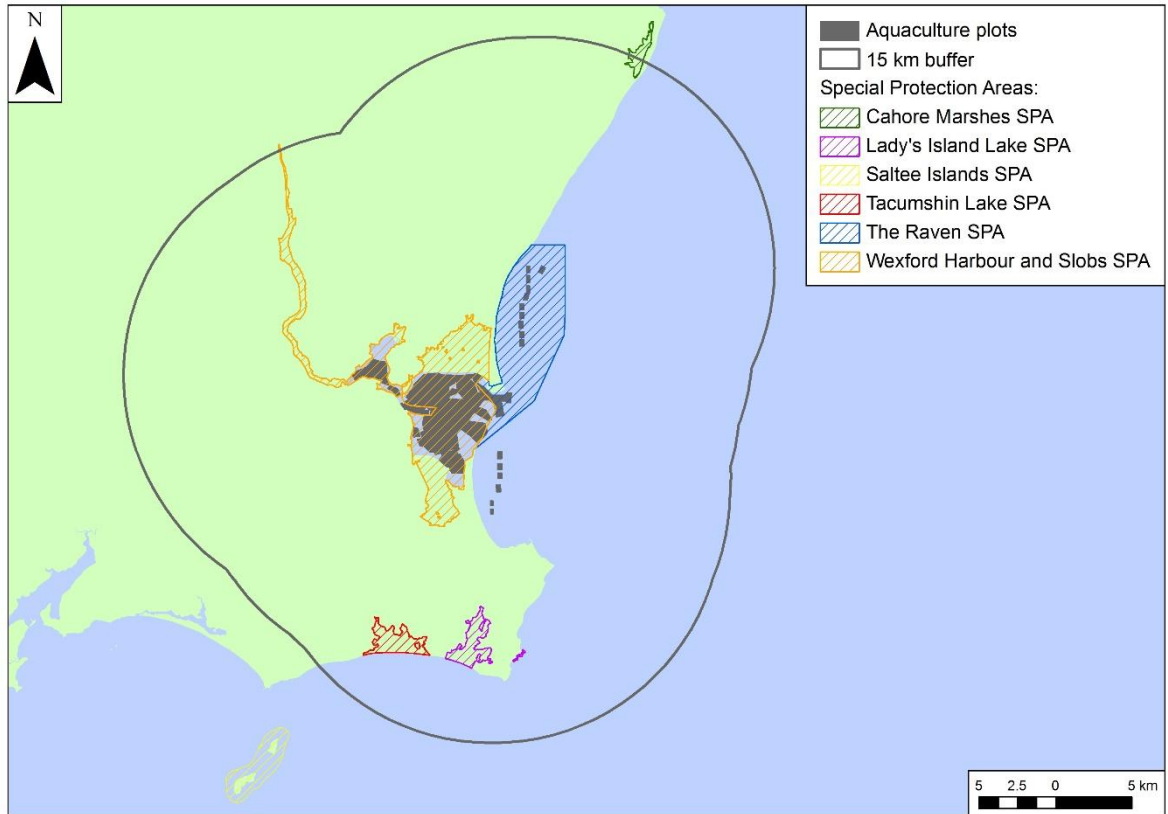 N
Aquaculture plots
15 km buffer
Special Protection Areas:
Cahore Marshes SPA
Lady's Island Lake SPA
Saltee Islands SPA
Tacumshin Lake SPA
The Raven SPA
Wexford Harbour and Slobs SPA
5 2.5 0 5 km